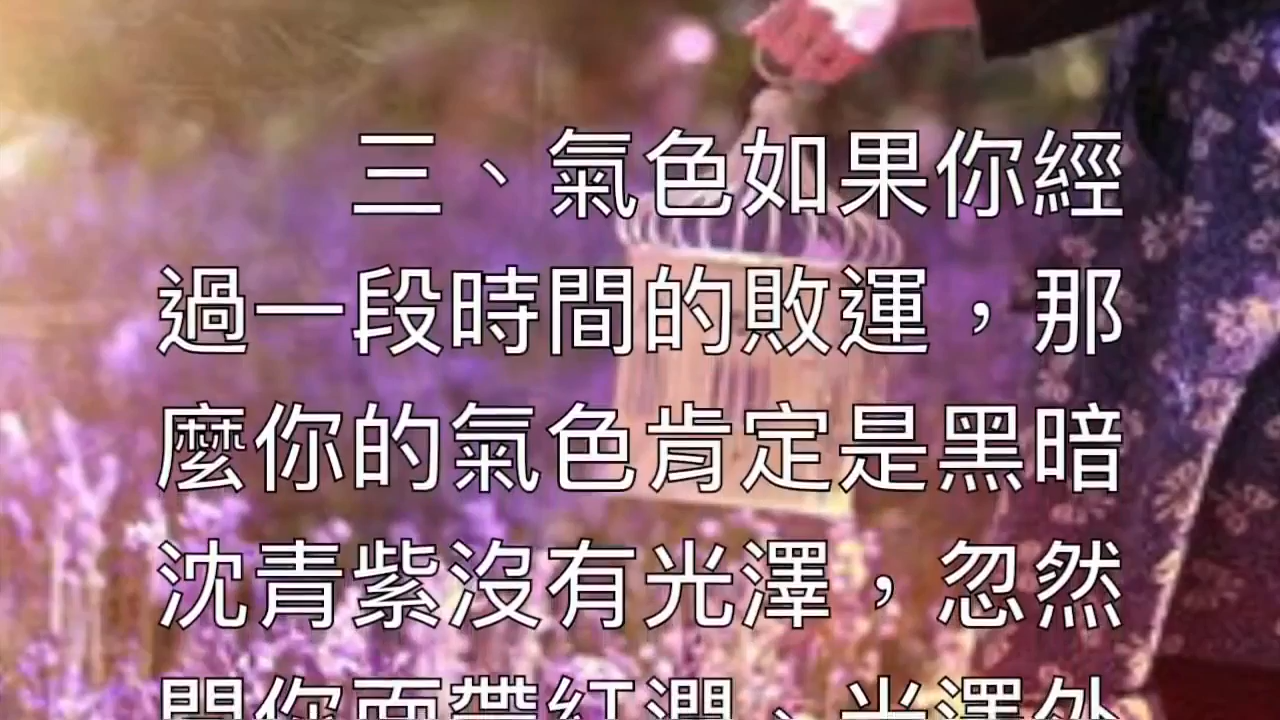 三、氣色如果你經
過一段時間的敗運，那
麼你的氣色肯定是黑暗
沈青紫沒有光澤，忽然
間你面帶紅潤、光澤外